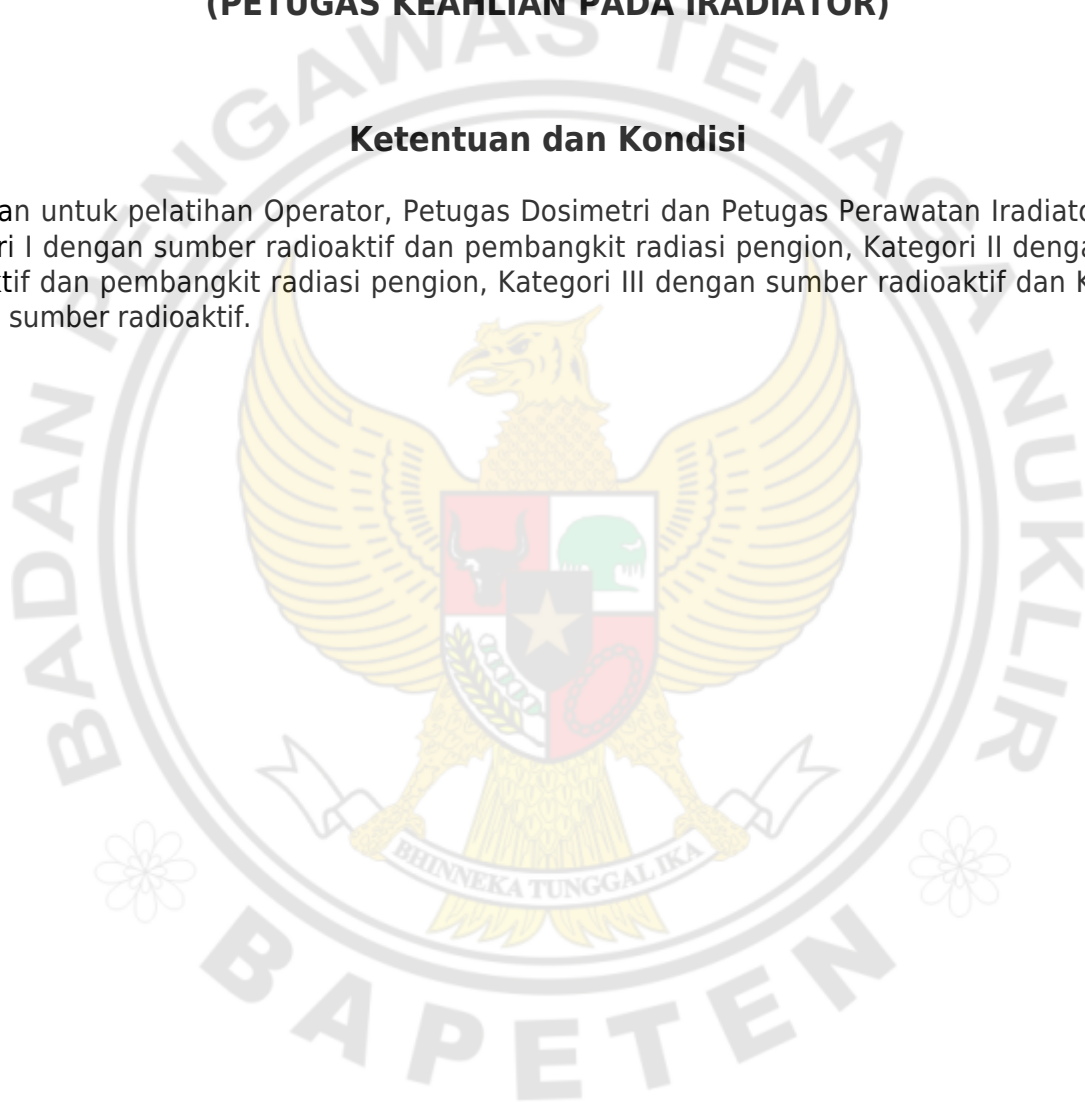 (PETUGAS KEAHLIAN PADA IRADIATOR)
Ketentuan dan Kondisi
an untuk pelatihan Operator, Petugas Dosimetri dan Petugas Perawatan Iradiato
ri I dengan sumber radioaktif dan pembangkit radiasi pengion, Kategori II denga
tif dan pembangkit radiasi pengion, Kategori III dengan sumber radioaktif dan K
sumber radioaktif.
BADAN PENGAWAS TENAGA NUKLIR
BHINNEKA TUNGGAL IKA
BAPETEN